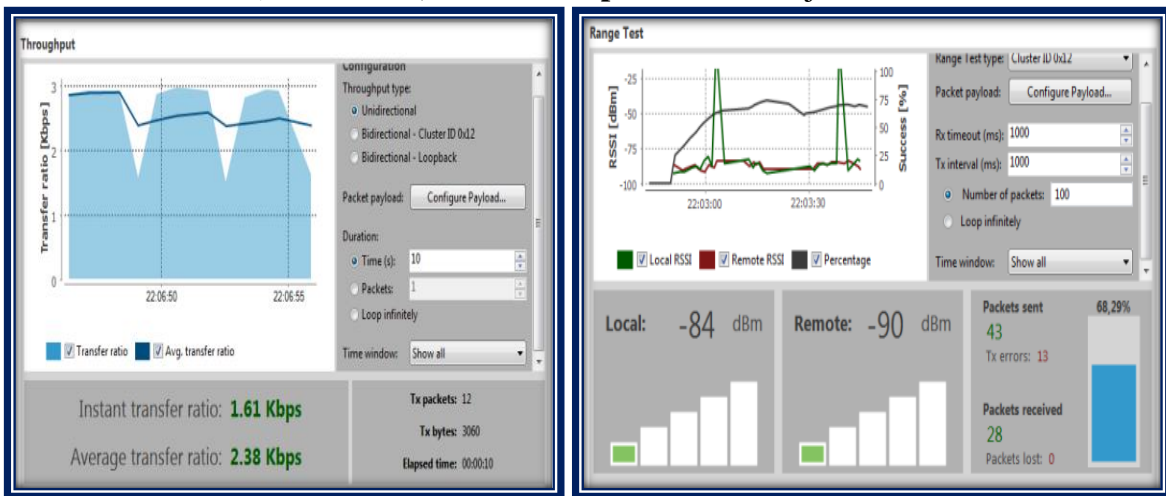 Throughput
Transfer ratio [Kbps]
3
2
1
0
22:06:50
22:06:55
Transfer ratio
Avg. transfer ratio
Configuration
Throughput type:
Unidirectional
Bidirectional - Cluster ID 0x12
Bidirectional - Loopback
Packet payload:
Configure Payload...
Duration:
Time (s):
10
Packets:
1
Loop infinitely
Time window:
Show all
Instant transfer ratio: 1.61 Kbps
Average transfer ratio: 2.38 Kbps
Tx packets: 12
Tx bytes: 3060
Elapsed time: 00:00:10
Range Test
RSSI [dBm]
-25
-50
-75
-100
100
75
50
25
0
Success [%]
22:03:00
22:03:30
Local RSSI
Remote RSSI
Percentage
Range Test type:
Cluster ID 0x12
Packet payload:
Configure Payload...
Rx timeout (ms):
1000
Tx interval (ms):
1000
Number of packets:
100
Loop infinitely
Time window:
Show all
Local: -84 dBm
Remote: -90 dBm
Packets sent
43
Tx errors: 13
Packets received
28
Packets lost: 0
68,29%